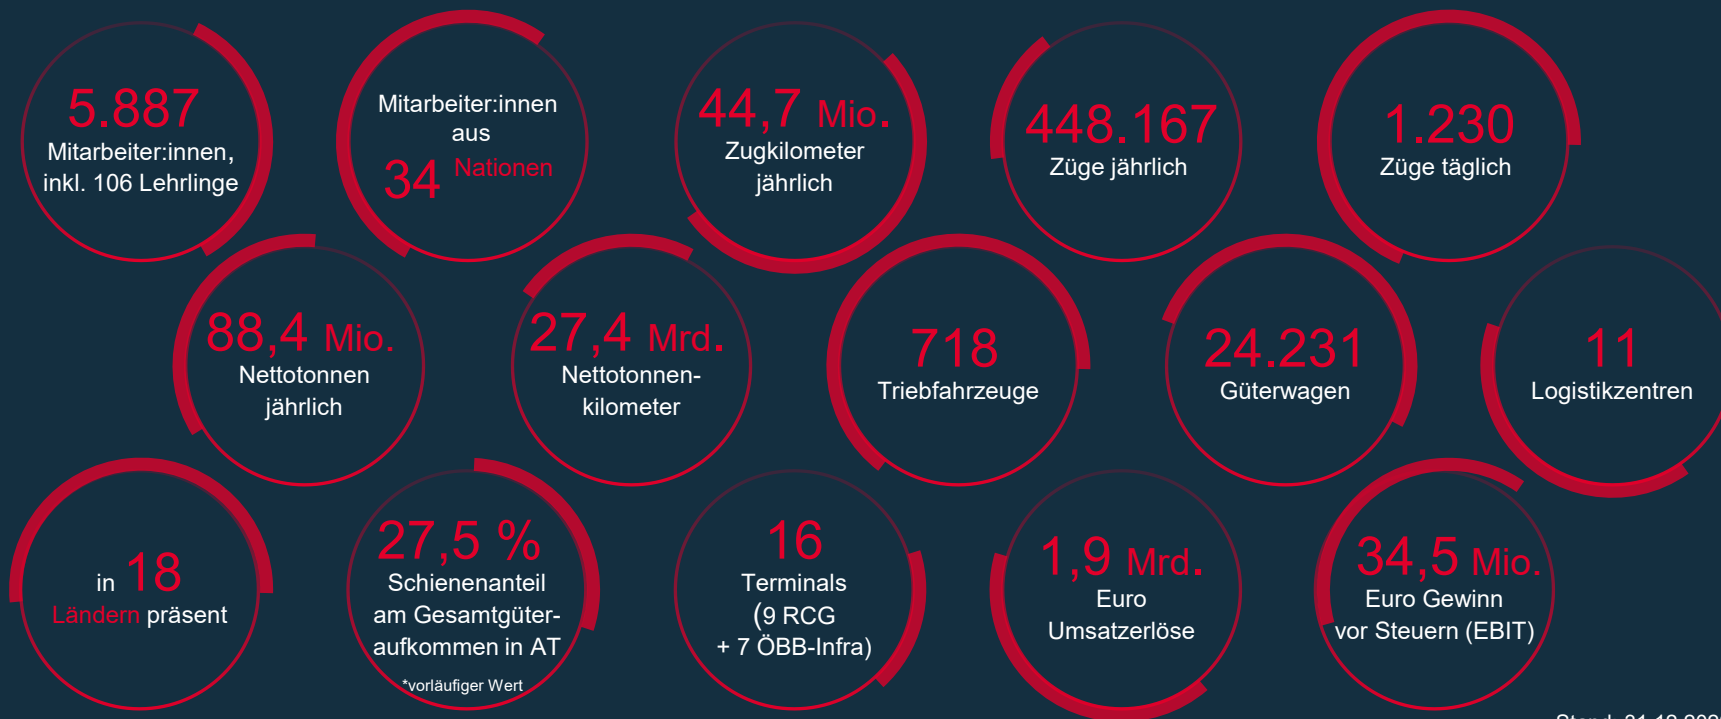 5.887
Mitarbeiter:innen,
inkl. 106 Lehrlinge
Mitarbeiter:innen
aus
34 Nationen
44,7 Mio.
Zugkilometer
jährlich
448.167
Züge jährlich
1.230
Züge täglich
88,4 Mio.
Nettotonnen
jährlich
27,4 Mrd.
Nettotonnen-
kilometer
718
Triebfahrzeuge
24.231
Güterwagen
11
Logistikzentren
in 18
Ländern präsent
27,5 %
Schienenanteil
am Gesamtgüter-
aufkommen in AT
*vorläufiger Wert
16
Terminals
(9 RCG
+ 7 ÖBB-Infra)
1,9 Mrd.
Euro
Umsatzerlöse
34,5 Mio.
Euro Gewinn
vor Steuern (EBIT)